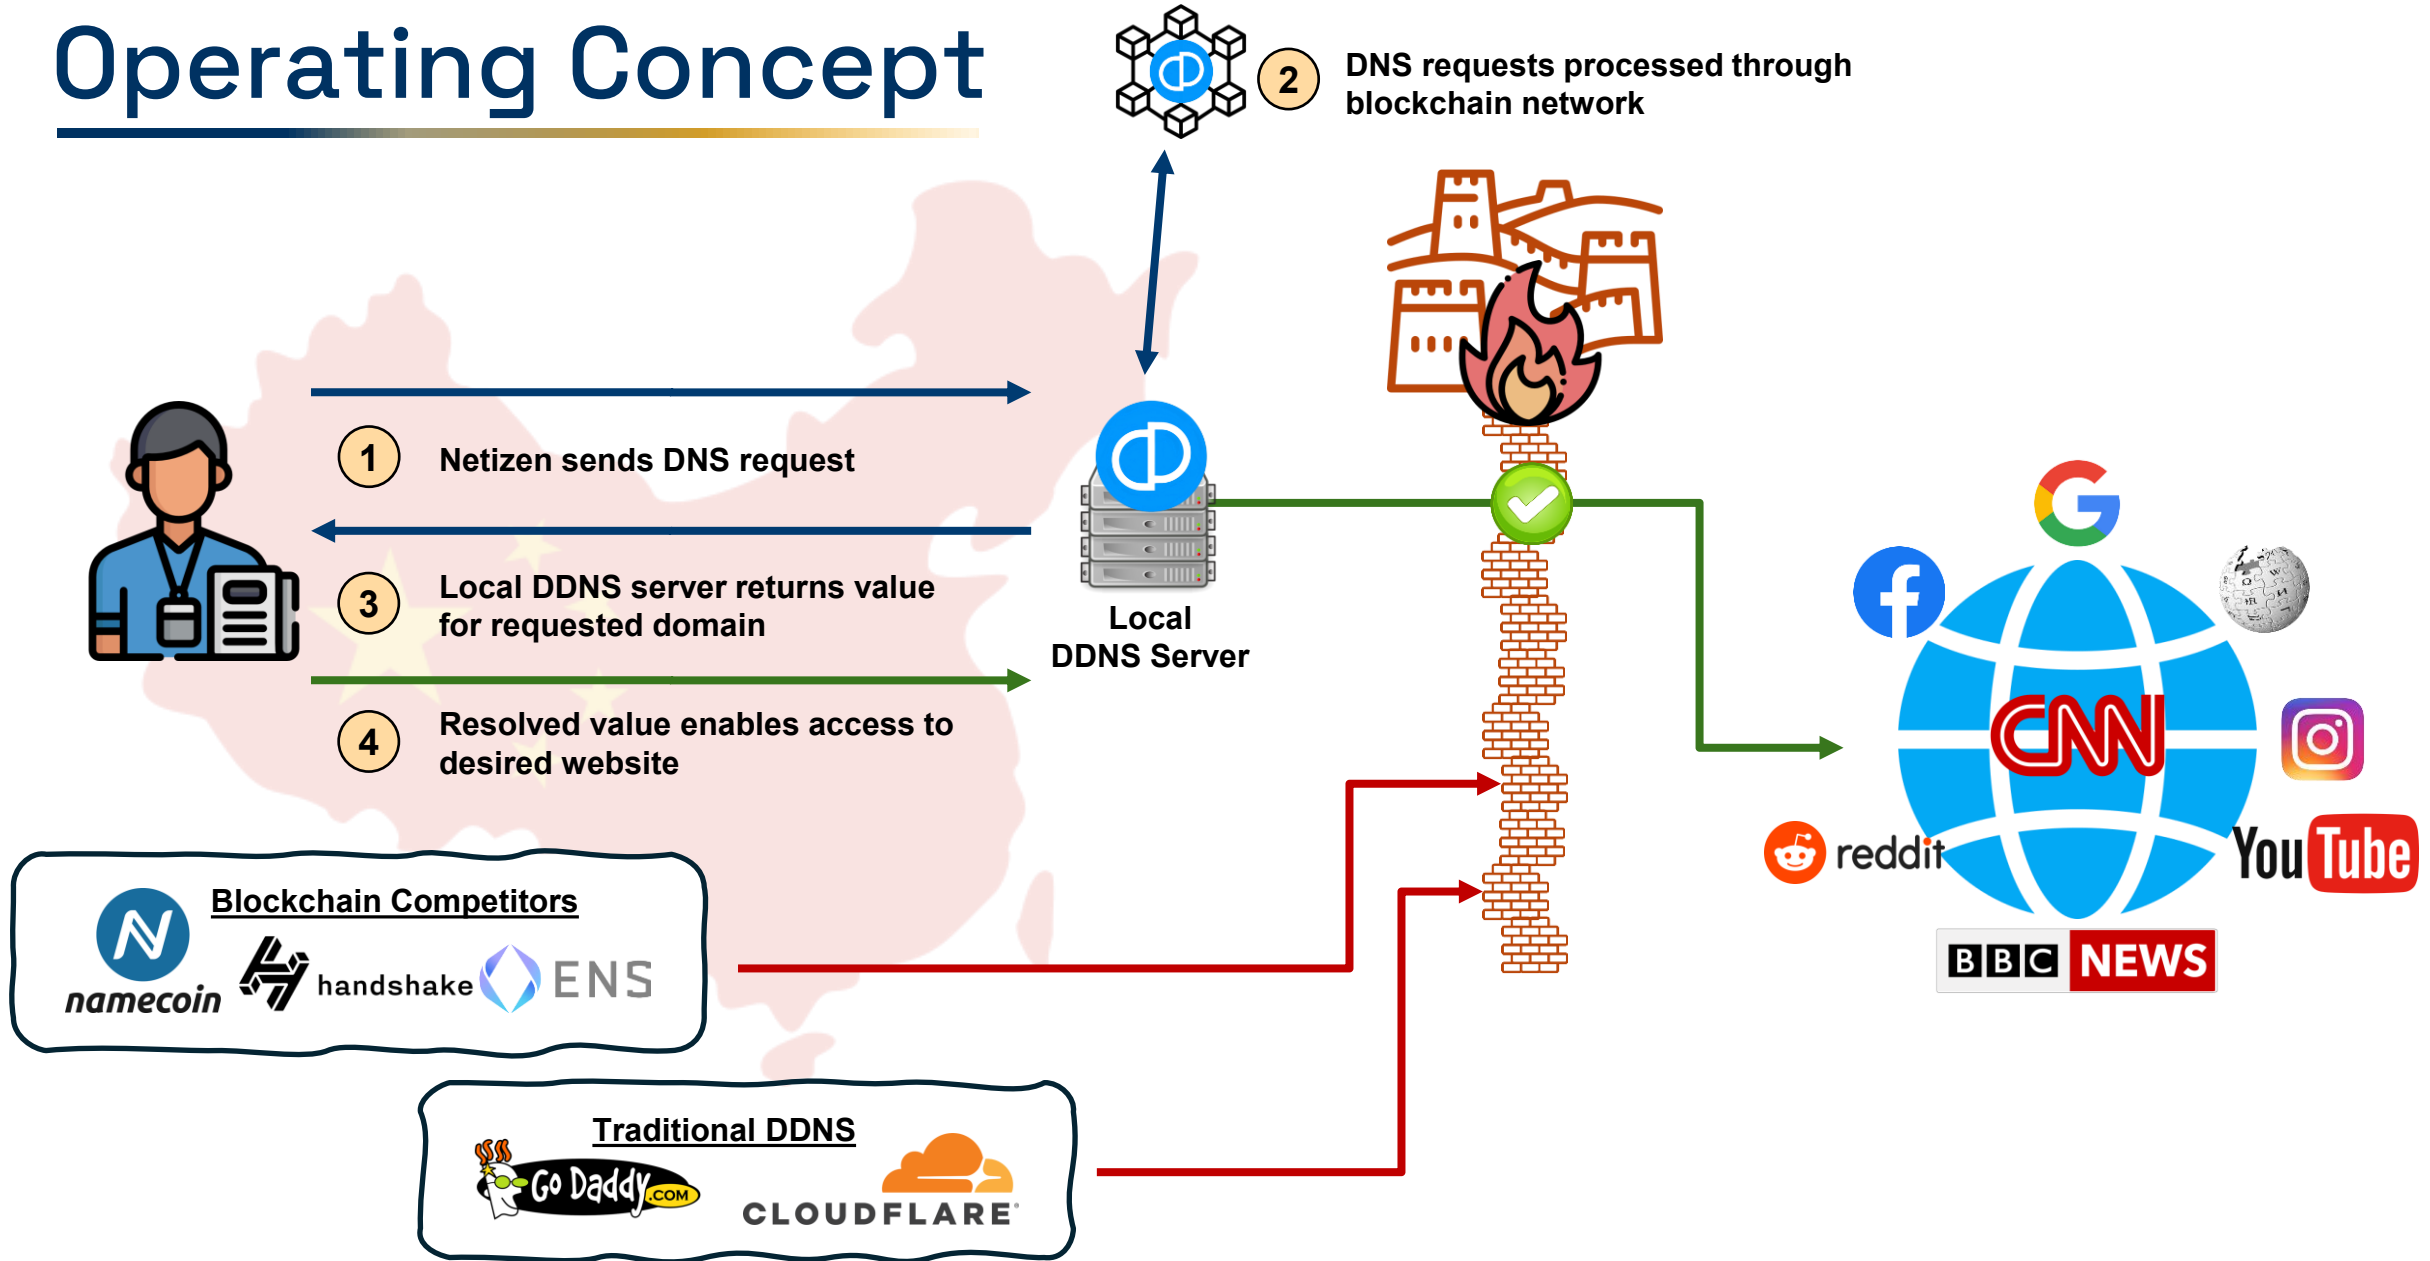 Operating Concept
2
DNS requests processed through
blockchain network
1
Netizen sends DNS request
3
Local DDNS server returns value
for requested domain
4
Resolved value enables access to
desired website
Local
DDNS Server
G
f
W
CNN
reddit
YouTube
BBC NEWS
Blockchain Competitors
N
namecoin
handshake
ENS
Traditional DDNS
Go Daddy.COM
CLOUDFLARE